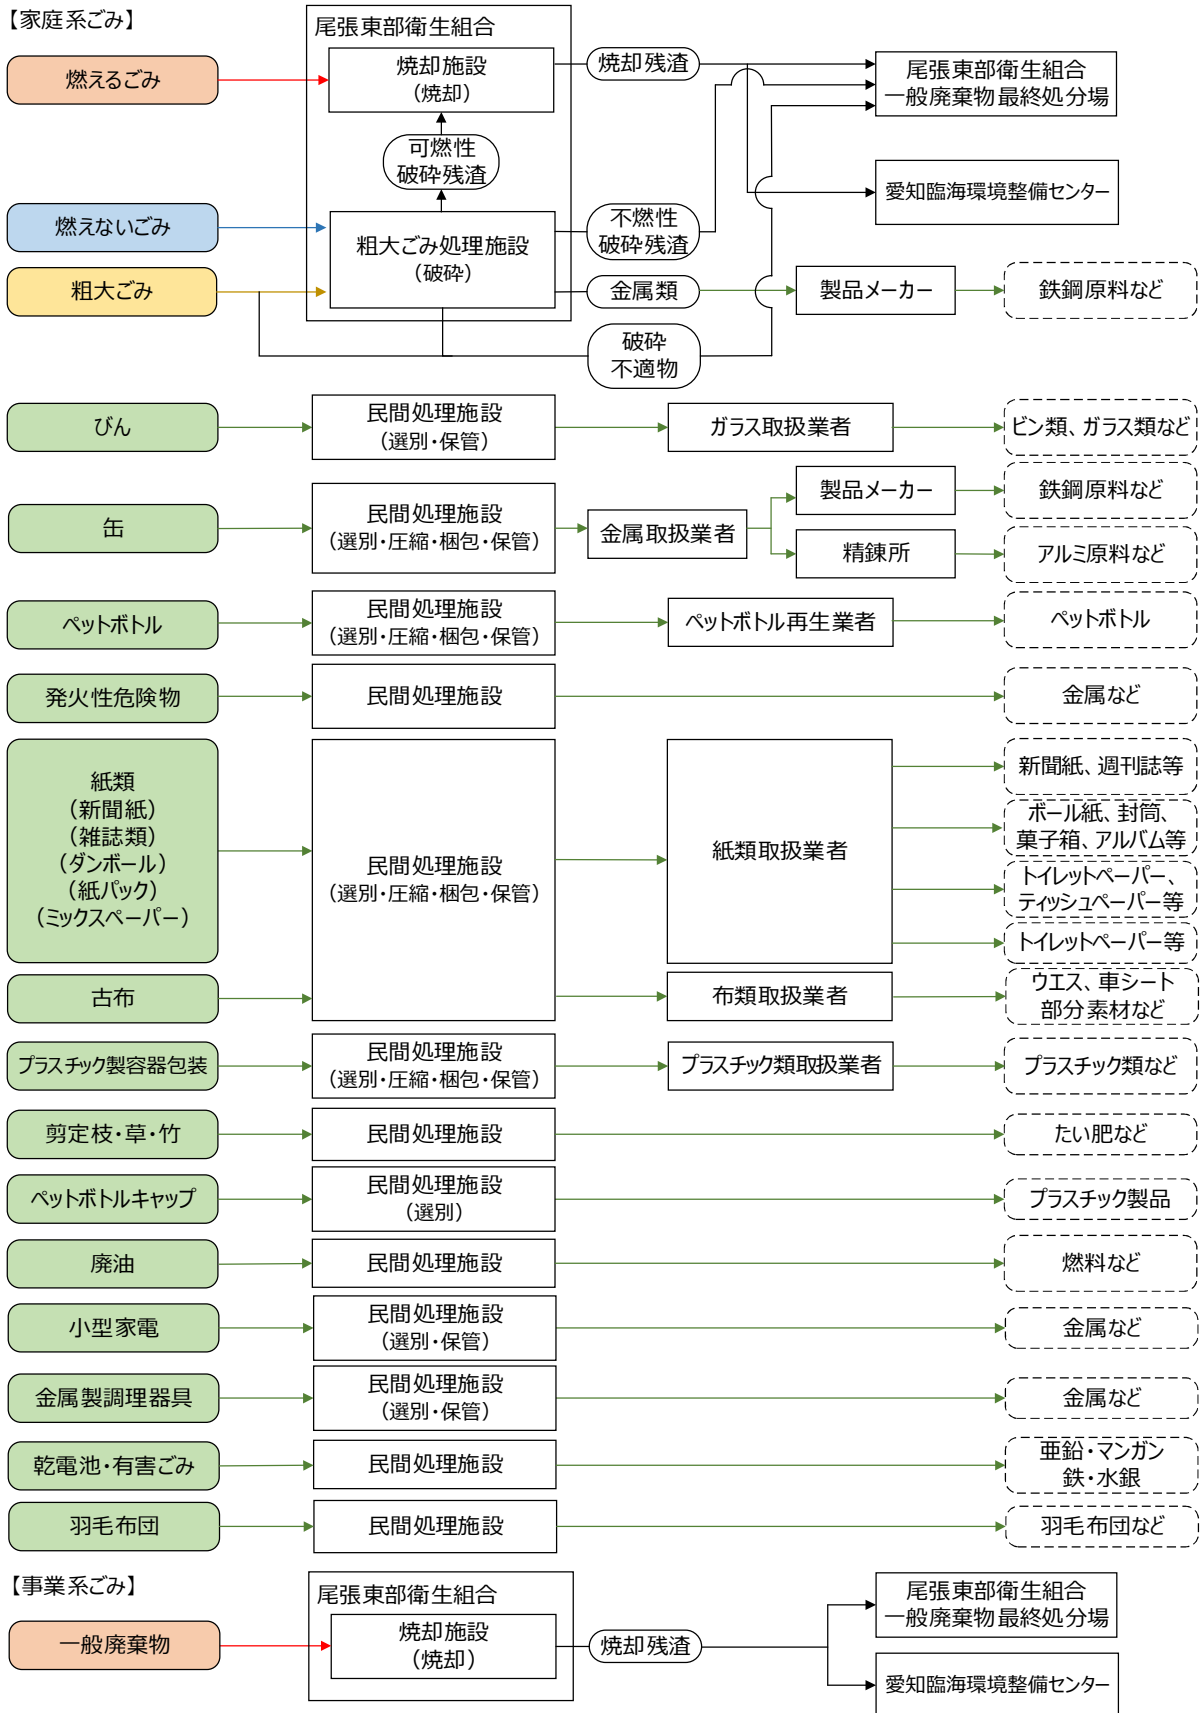 【家庭系ごみ】
尾張東部衛生組合
燃えるごみ
焼却施設
（焼却）
焼却残渣
尾張東部衛生組合
一般廃棄物最終処分場
可燃性
破砕残渣
愛知臨海環境整備センター
燃えないごみ
粗大ごみ処理施設
（破砕）
不燃性
破砕残渣
粗大ごみ
金属類
製品メーカー
鉄鋼原料など
破砕
不適物
びん
民間処理施設
（選別・保管）
ガラス取扱業者
ビン類、ガラス類など
缶
民間処理施設
（選別・圧縮・梱包・保管）
金属取扱業者
製品メーカー
鉄鋼原料など
精錬所
アルミ原料など
ペットボトル
民間処理施設
（選別・圧縮・梱包・保管）
ペットボトル再生業者
ペットボトル
発火性危険物
民間処理施設
金属など
紙類
（新聞紙）
（雑誌類）
（ダンボール）
（紙パック）
（ミックスペーパー）
民間処理施設
（選別・圧縮・梱包・保管）
紙類取扱業者
新聞紙、週刊誌等
ボール紙、封筒、
菓子箱、アルバム等
トイレットペーパー、
ティッシュペーパー等
トイレットペーパー等
古布
布類取扱業者
ウエス、車シート
部分素材など
プラスチック製容器包装
民間処理施設
（選別・圧縮・梱包・保管）
プラスチック類取扱業者
プラスチック類など
剪定枝・草・竹
民間処理施設
たい肥など
ペットボトルキャップ
民間処理施設
（選別）
プラスチック製品
廃油
民間処理施設
燃料など
小型家電
民間処理施設
（選別・保管）
金属など
金属製調理器具
民間処理施設
（選別・保管）
金属など
乾電池・有害ごみ
民間処理施設
亜鉛・マンガン
鉄・水銀
羽毛布団
民間処理施設
羽毛布団など
【事業系ごみ】
尾張東部衛生組合
一般廃棄物
焼却施設
（焼却）
焼却残渣
尾張東部衛生組合
一般廃棄物最終処分場
愛知臨海環境整備センター